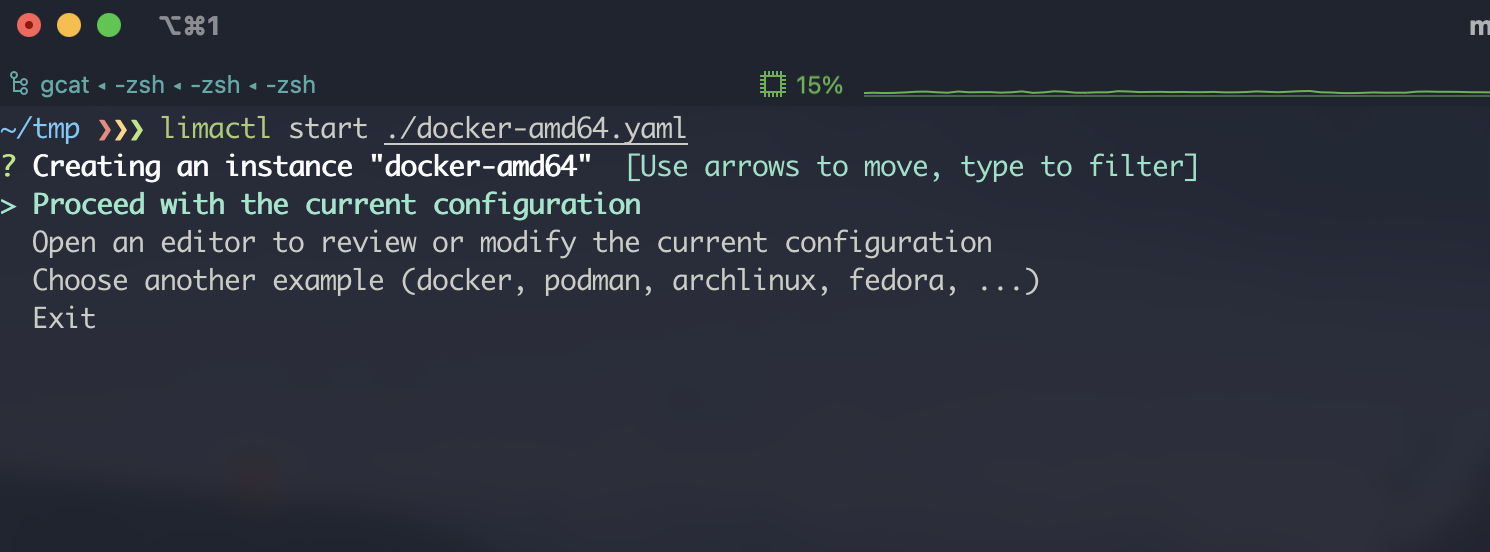 ⌥⌘1
gcat ◂ -zsh ◂ -zsh ◂ -zsh
15%
~/tmp ❯❯❯ limactl start ./docker-amd64.yaml
? Creating an instance "docker-amd64"  [Use arrows to move, type to filter]
> Proceed with the current configuration
  Open an editor to review or modify the current configuration
  Choose another example (docker, podman, archlinux, fedora, ...)
  Exit